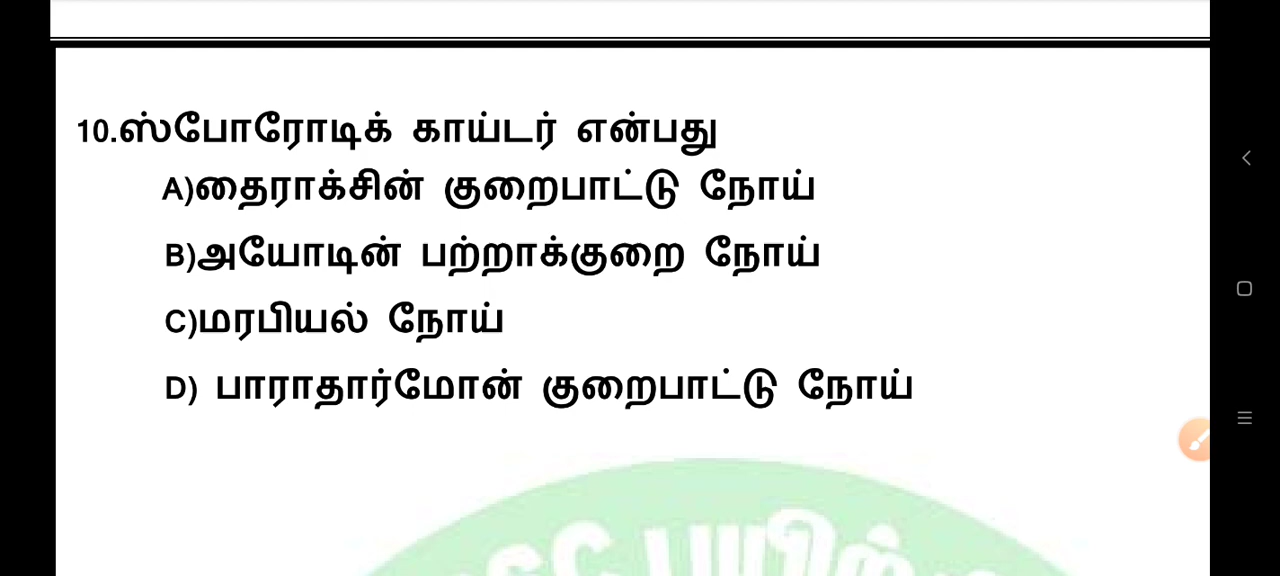 10.ஸ்போரோடிக் காய்டர் என்பது
A)தைராக்சின் குறைபாட்டு நோய்
B)அயோடின் பற்றாக்குறை நோய்
C)மரபியல் நோய்
D) பாராதார்மோன் குறைபாட்டு நோய்